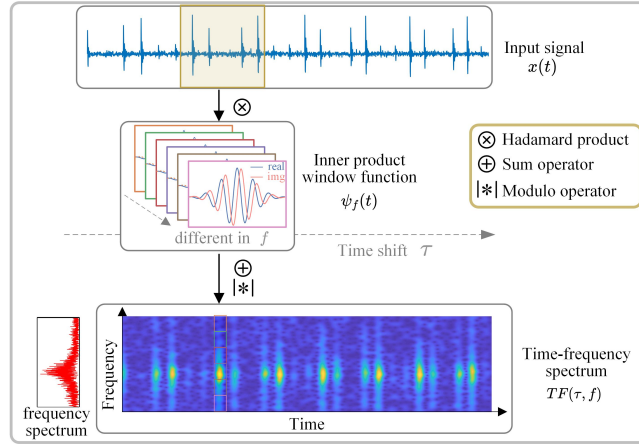 Input signal
x(t)
⊗
⊗ Hadamard product
⊕ Sum operator
|*| Modulo operator
real
img
Inner product
window function
ψ_f(t)
different in f
Time shift τ
⊕
|*|
Frequency
Time
Time-frequency
spectrum
TF(τ, f)
frequency
spectrum